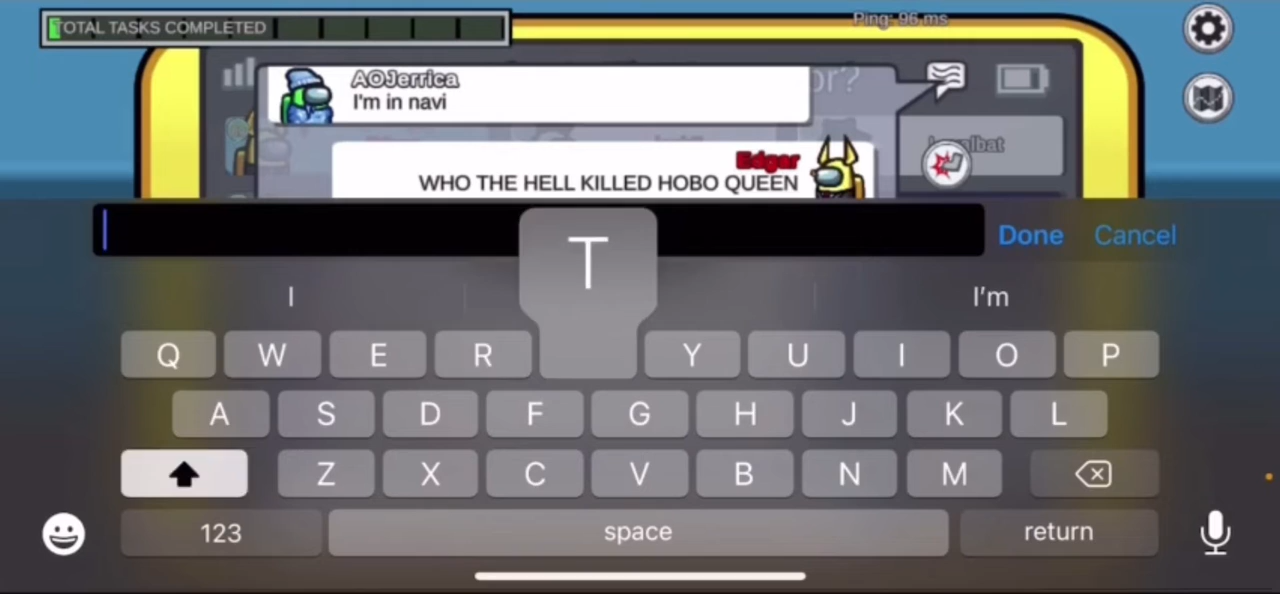 TOTAL TASKS COMPLETED
Ping: 96 ms
AOJerrica
I'm in navi
or?
Edgar
WHO THE HELL KILLED HOBO QUEEN
Done Cancel
T
I I'm
Q W E R Y U I O P
A S D F G H J K L
Z X C V B N M
123 space return